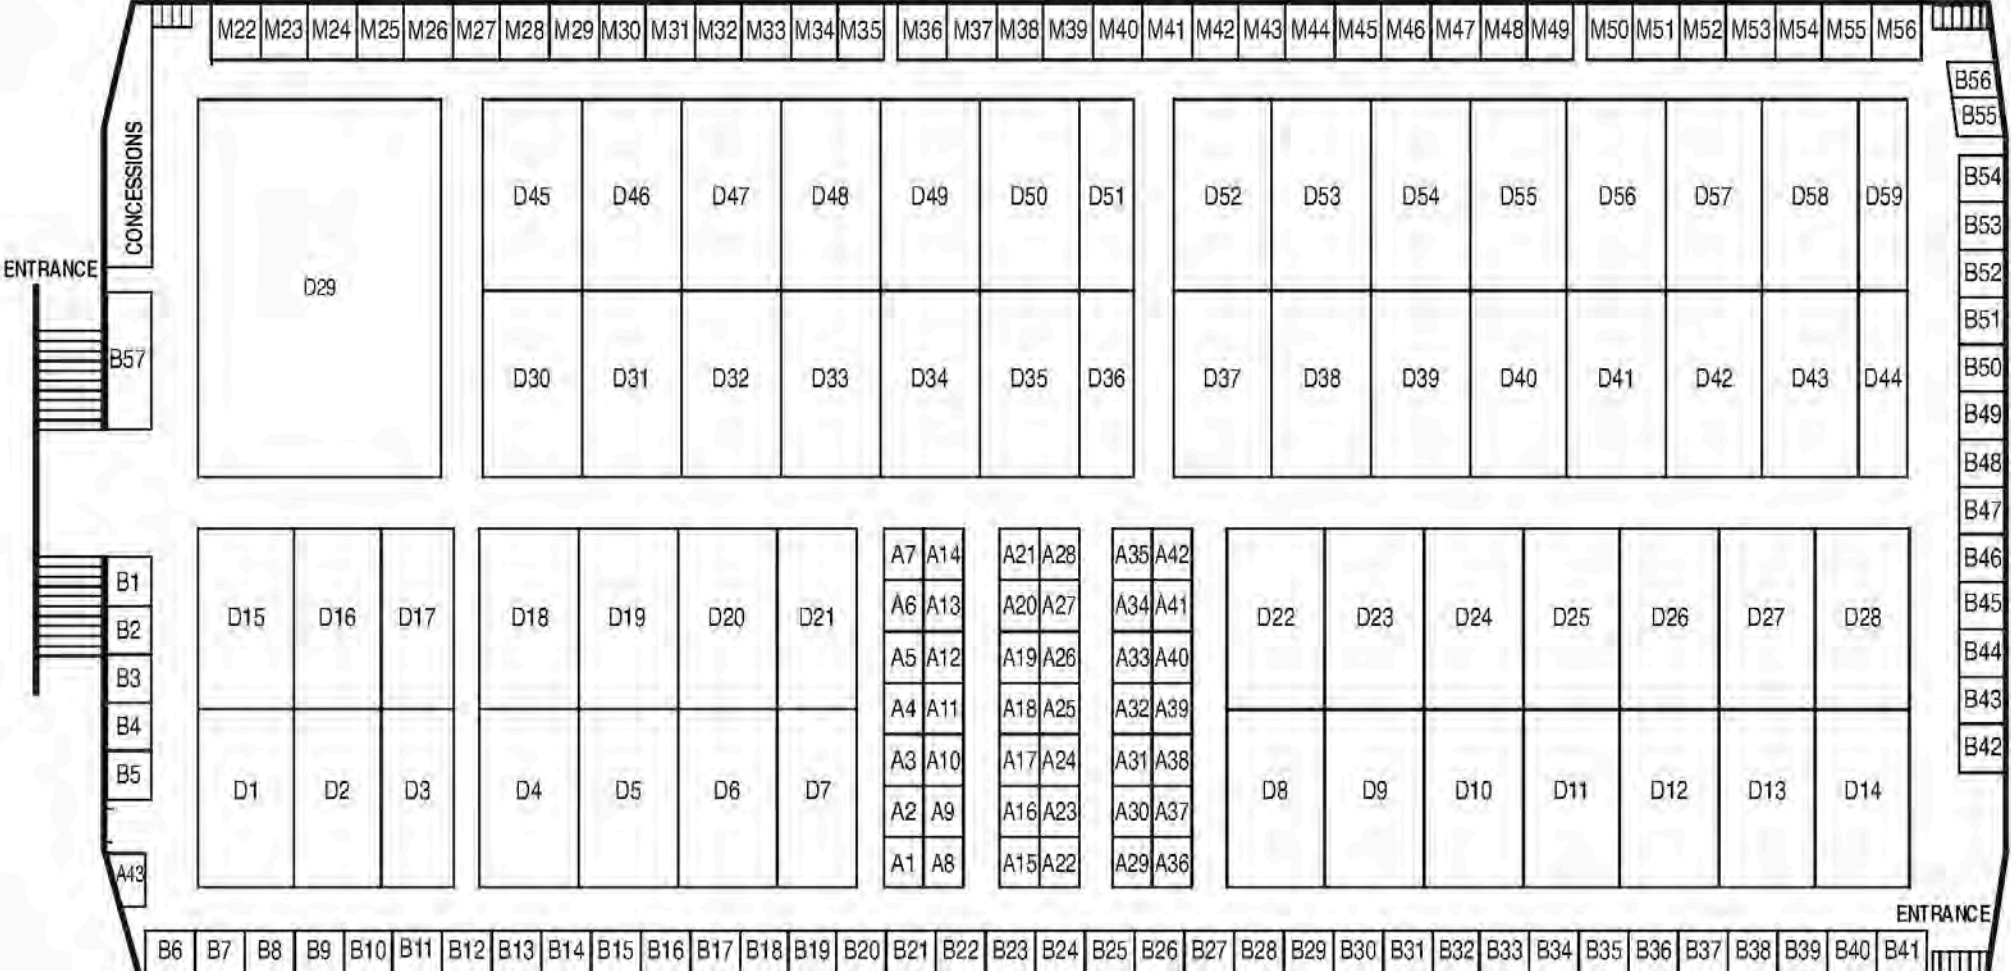 M22 M23 M24 M25 M26 M27 M28 M29 M30 M31 M32 M33 M34 M35 M36 M37 M38 M39 M40 M41 M42 M43 M44 M45 M46 M47 M48 M49 M50 M51 M52 M53 M54 M55 M56
B56
B55
CONCESSIONS
D45 D46 D47 D48 D49 D50 D51 D52 D53 D54 D55 D56 D57 D58 D59
B54
B53
ENTRANCE
B52
D29
B51
B57
B50
D30 D31 D32 D33 D34 D35 D36 D37 D38 D39 D40 D41 D42 D43 D44
B49
B48
B47
A7 A14 A21 A28 A35 A42
B46
B1
A6 A13 A20 A27 A34 A41
B45
D15 D16 D17 D18 D19 D20 D21 D22 D23 D24 D25 D26 D27 D28
B2
A5 A12 A19 A26 A33 A40
B44
B3
A4 A11 A18 A25 A32 A39
B43
B4
A3 A10 A17 A24 A31 A38
B42
B5
D1 D2 D3 D4 D5 D6 D7 D8 D9 D10 D11 D12 D13 D14
A2 A9 A16 A23 A30 A37
A1 A8 A15 A22 A29 A36
A43
ENTRANCE
B6 B7 B8 B9 B10 B11 B12 B13 B14 B15 B16 B17 B18 B19 B20 B21 B22 B23 B24 B25 B26 B27 B28 B29 B30 B31 B32 B33 B34 B35 B36 B37 B38 B39 B40 B41